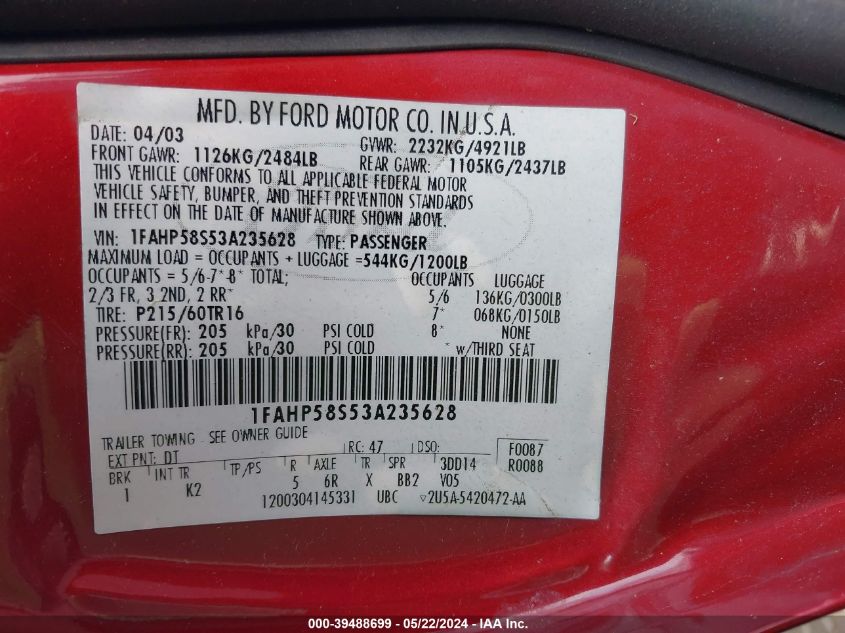 MFD. BY FORD MOTOR CO. IN U.S.A.
DATE: 04/03 GVWR: 2232KG/4921LB
FRONT GAWR: 1126KG/2484LB REAR GAWR: 1105KG/2437LB
THIS VEHICLE CONFORMS TO ALL APPLICABLE FEDERAL MOTOR
VEHICLE SAFETY, BUMPER, AND THEFT PREVENTION STANDARDS
IN EFFECT ON THE DATE OF MANUFACTURE SHOWN ABOVE.
VIN: 1FAHP58S53A235628 TYPE: PASSENGER
MAXIMUM LOAD = OCCUPANTS + LUGGAGE =544KG/1200LB
OCCUPANTS = 5/6-7*-8* TOTAL; OCCUPANTS LUGGAGE
2/3 FR, 3 2ND, 2 RR* 5/6 136KG/0300LB
TIRE: P215/60TR16 7* 068KG/0150LB
PRESSURE(FR): 205 kPa/30 PSI COLD 8* NONE
PRESSURE(RR): 205 kPa/30 PSI COLD * w/THIRD SEAT
1FAHP58S53A235628
TRAILER TOWING - SEE OWNER GUIDE
EXT PNT: DT RC: 47 DSO: F0087
BRK INT TR TP/PS R AXLE TR SPR 3DD14 R0088
1 K2 5 6R X BB2 V05
1200304145331 UBC ▽2U5A-5420472-AA
000-39488699 - 05/22/2024 - IAA, Inc.